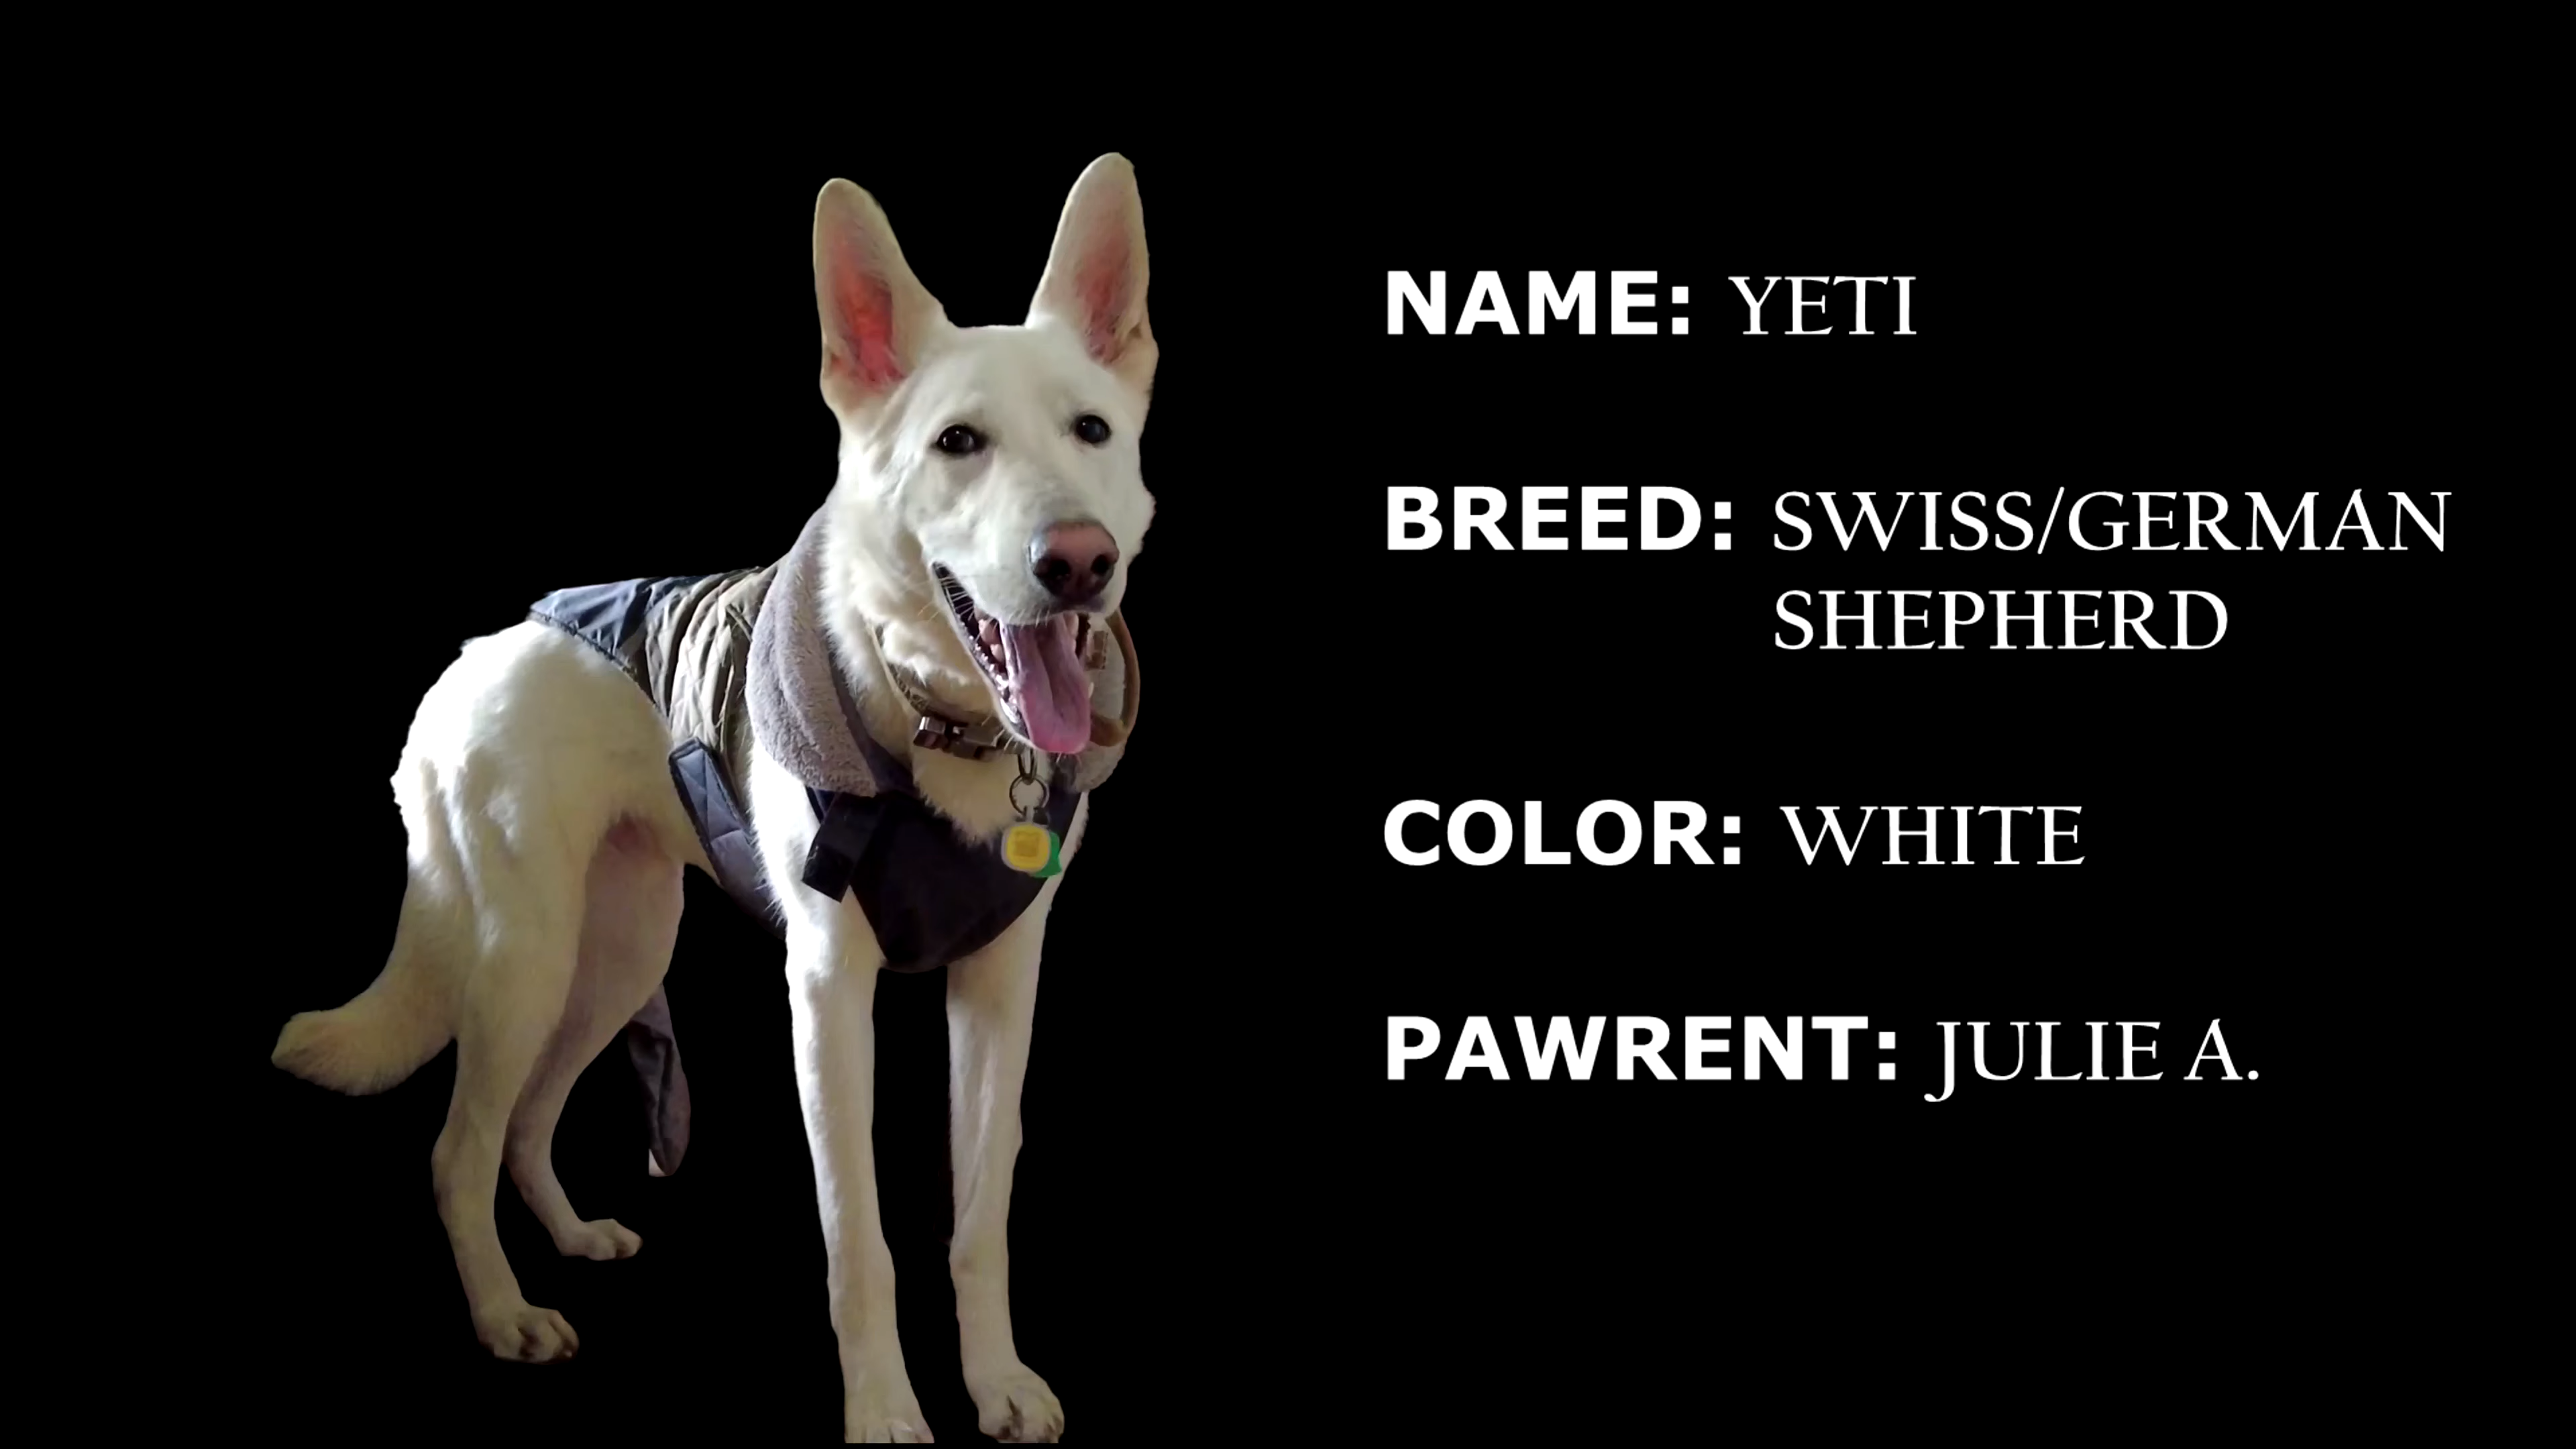 NAME: YETI
BREED: SWISS/GERMAN
SHEPHERD
COLOR: WHITE
PAWRENT: JULIE A.